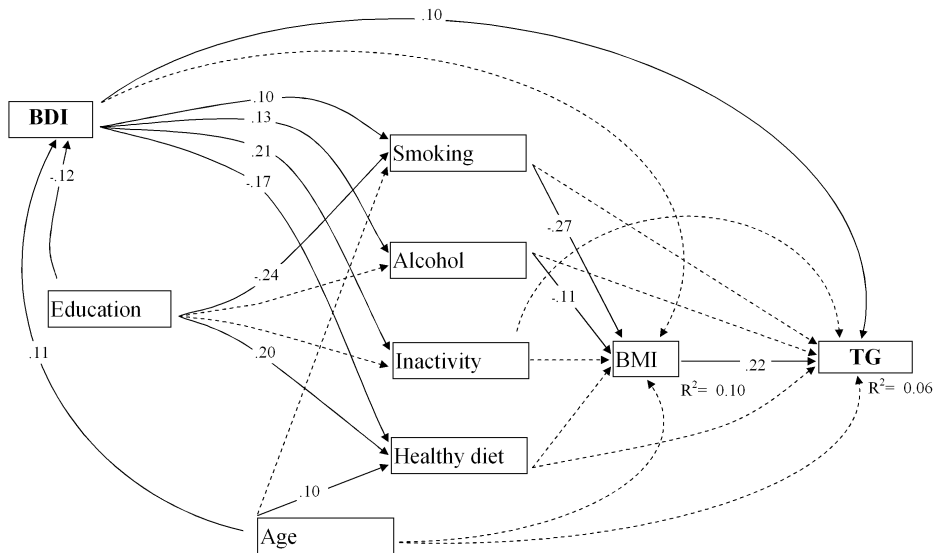 .10
BDI
.10
.13
.21
-.17
-.12
Smoking
-.27
Alcohol
-.24
-.11
Education
.20
Inactivity
BMI
.22
TG
R²= 0.10
R²= 0.06
.11
Healthy diet
.10
Age